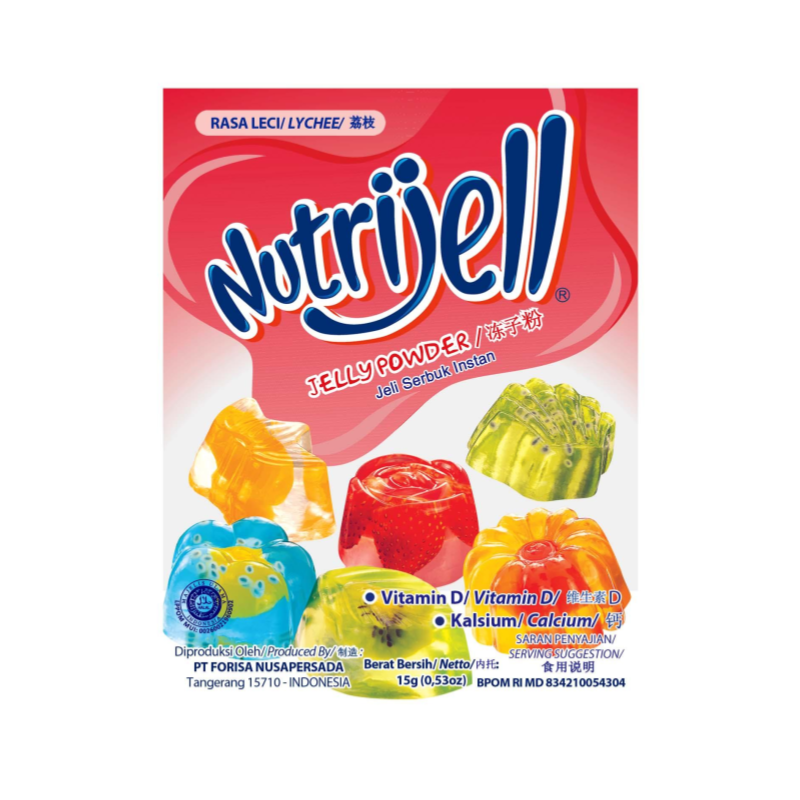 RASA LECI/ LYCHEE/ 荔枝
Nutrijell®
JELLY POWDER / 冻子粉
Jeli Serbuk Instan
• Vitamin D/ Vitamin D/ 维生素 D
• Kalsium/ Calcium/ 钙
SARAN PENYAJIAN/
SERVING SUGGESTION/
食用说明
Diproduksi Oleh/ Produced By/ 制造 :
PT FORISA NUSAPERSADA
Tangerang 15710 - INDONESIA
Berat Bersih/ Netto/内托:
15g (0,53oz)
BPOM RI MD 834210054304